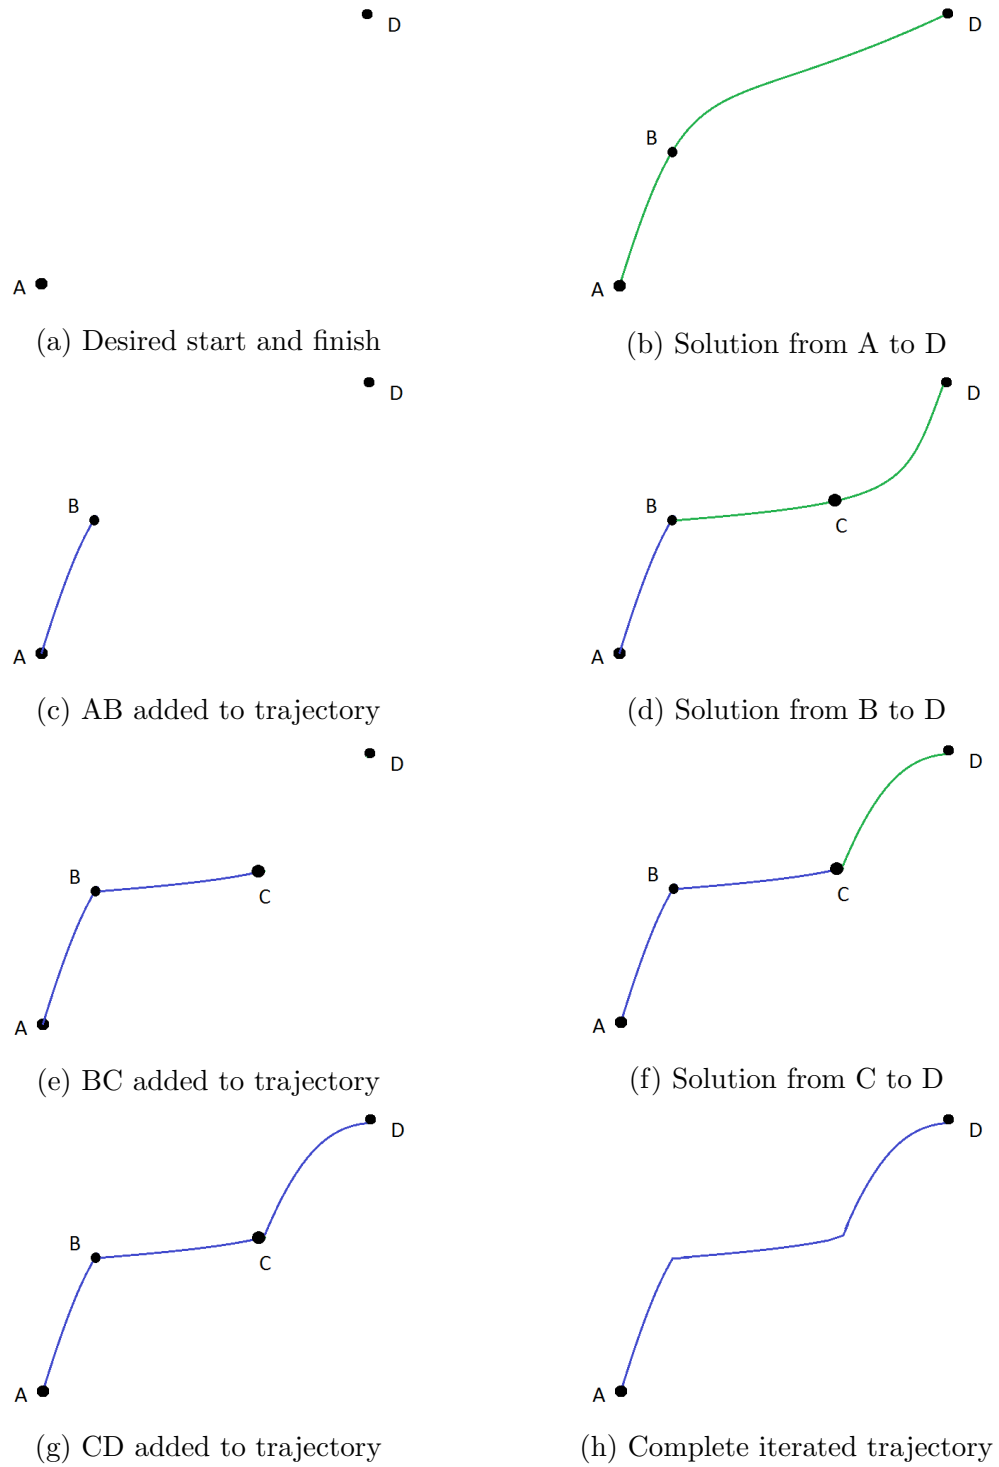 D
A
(a) Desired start and finish
D
B
A
(b) Solution from A to D
D
B
A
(c) AB added to trajectory
D
B
C
A
(d) Solution from B to D
D
B
C
A
(e) BC added to trajectory
D
B
C
A
(f) Solution from C to D
D
B
C
A
(g) CD added to trajectory
D
A
(h) Complete iterated trajectory